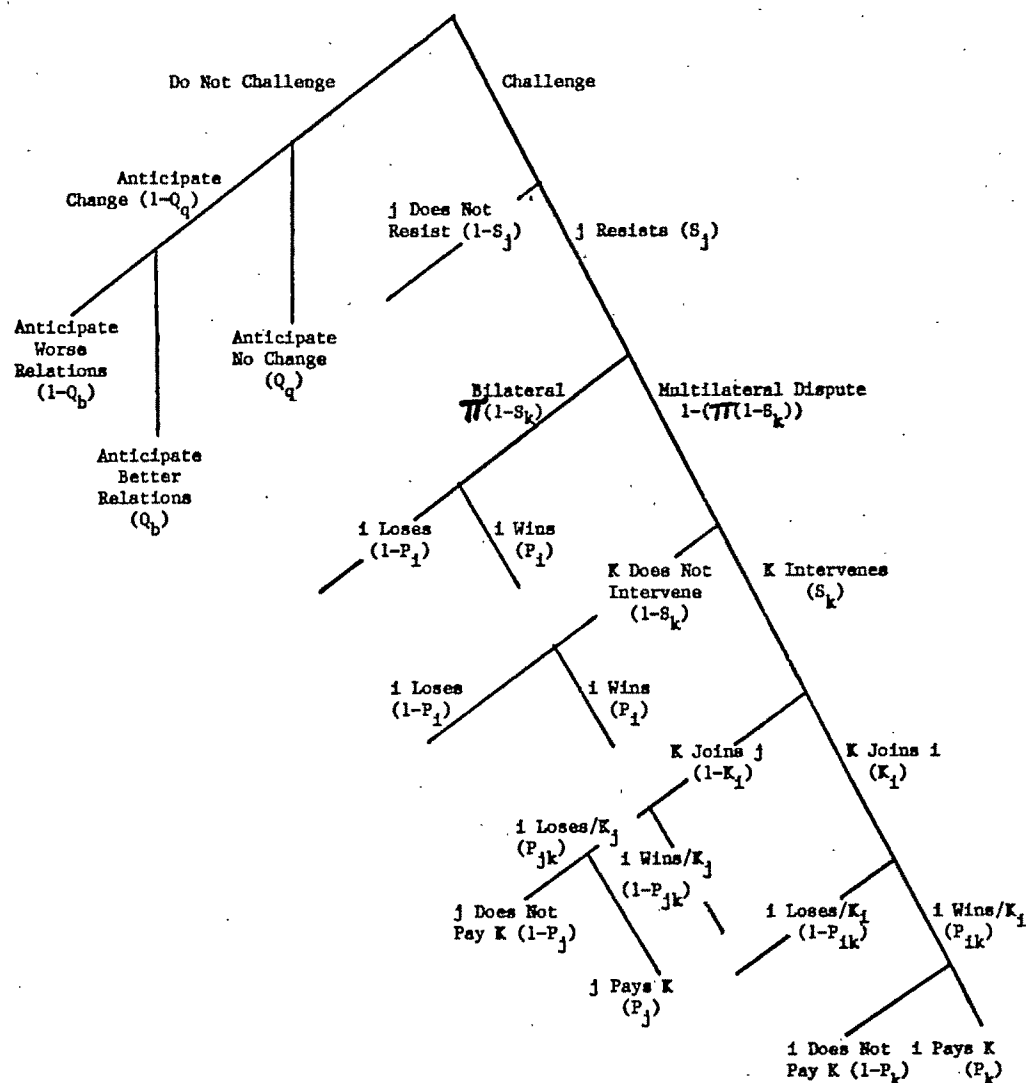 Do Not Challenge
Challenge
Anticipate
Change (1-Q_q)
j Does Not
Resist (1-S_j)
j Resists (S_j)
Anticipate
Worse
Relations
(1-Q_b)
Anticipate
No Change
(Q_q)
Anticipate
Better
Relations
(Q_b)
Bilateral
π(1-S_k)
Multilateral Dispute
1-(π(1-S_k))
i Loses
(1-P_i)
i Wins
(P_i)
K Does Not
Intervene
(1-S_k)
K Intervenes
(S_k)
i Loses
(1-P_i)
i Wins
(P_i)
K Joins j
(1-K_i)
K Joins i
(K_i)
i Loses/K_j
(P_jk)
i Wins/K_j
(1-P_jk)
j Does Not
Pay K (1-P_j)
j Pays K
(P_j)
i Loses/K_i
(1-P_ik)
i Wins/K_i
(P_ik)
i Does Not
Pay K (1-P_k)
i Pays K
(P_k)